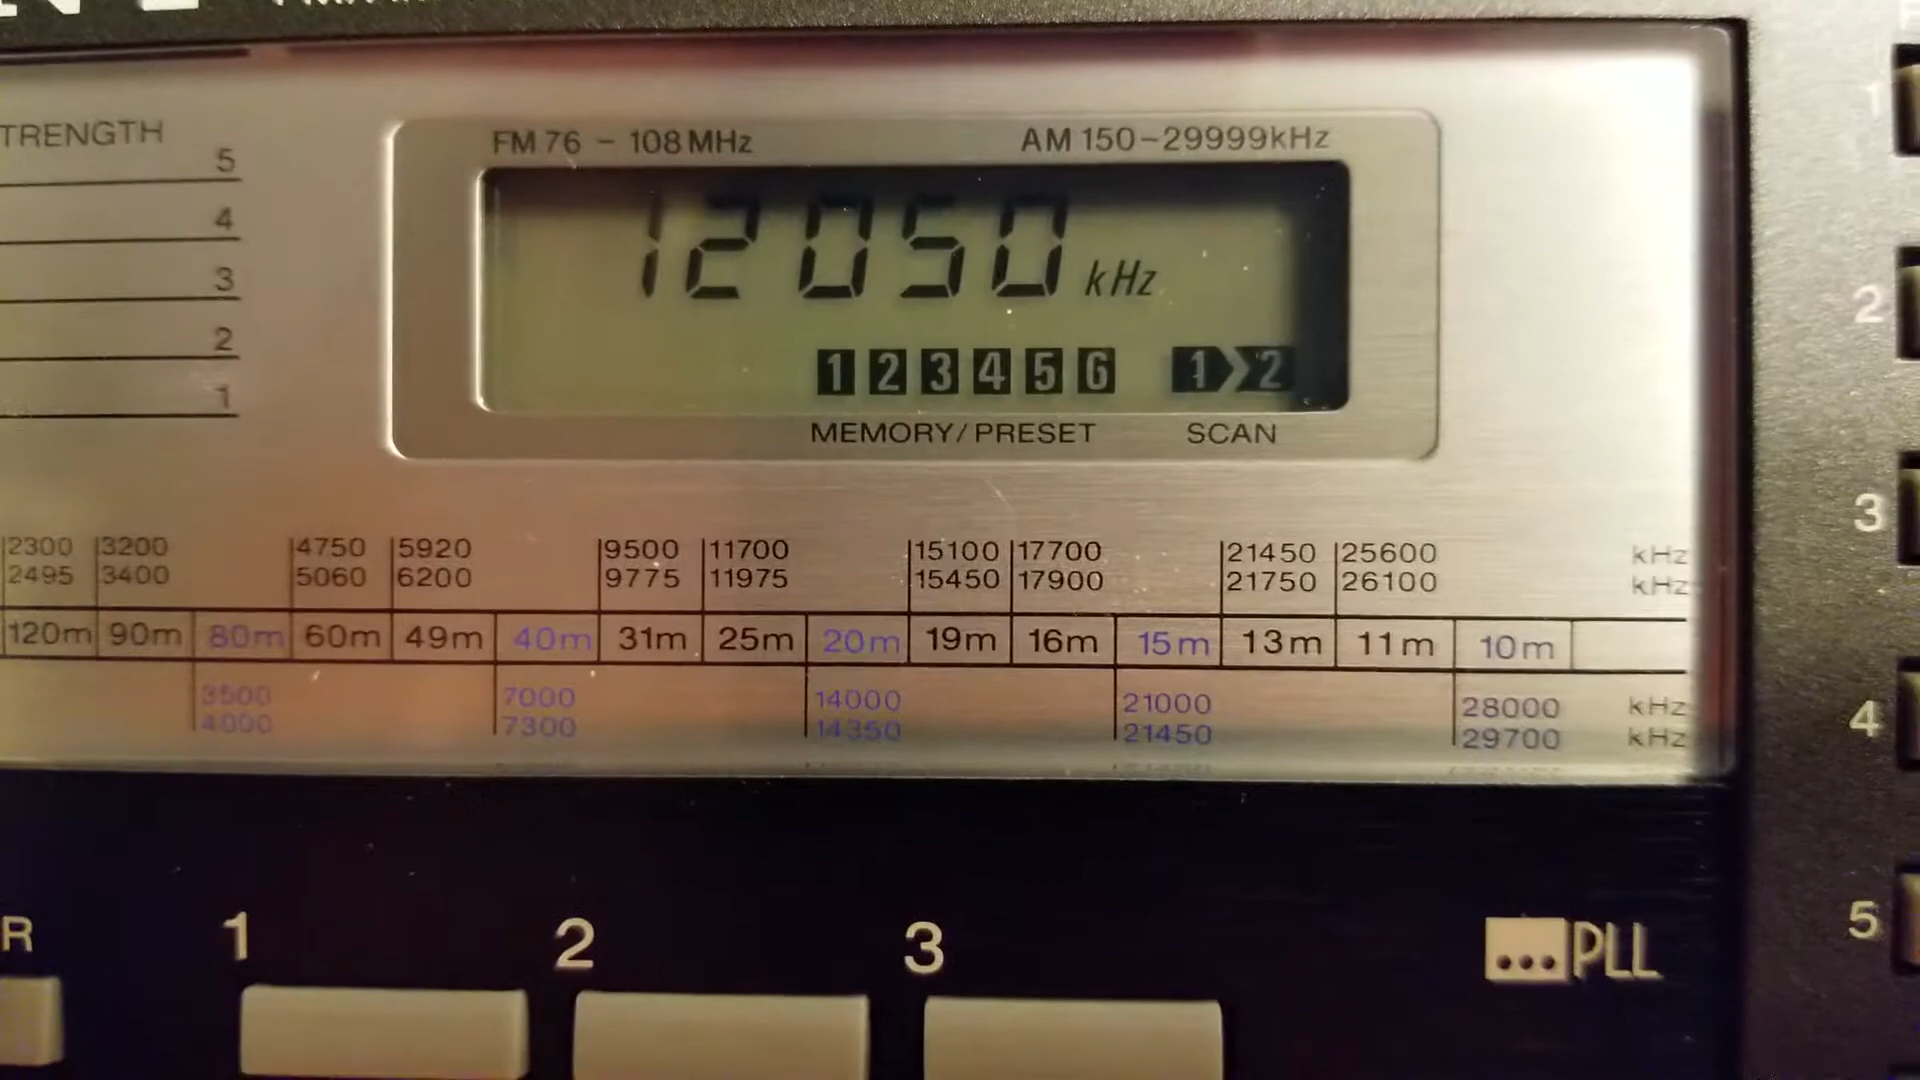 TRENGTH
5
4
3
2
1
FM 76 - 108 MHz
AM 150-29999kHz
12050 kHz
1 2 3 4 5 6
1 2
MEMORY/PRESET
SCAN
2300 3200 4750 5920 9500 11700 15100 17700 21450 25600 kHz
2495 3400 5060 6200 9775 11975 15450 17900 21750 26100 kHz
120m 90m 80m 60m 49m 40m 31m 25m 20m 19m 16m 15m 13m 11m 10m
3500 7000 14000 21000 28000 kHz
4000 7300 14350 21450 29700 kHz
R
1
2
3
PLL
1
2
3
4
5